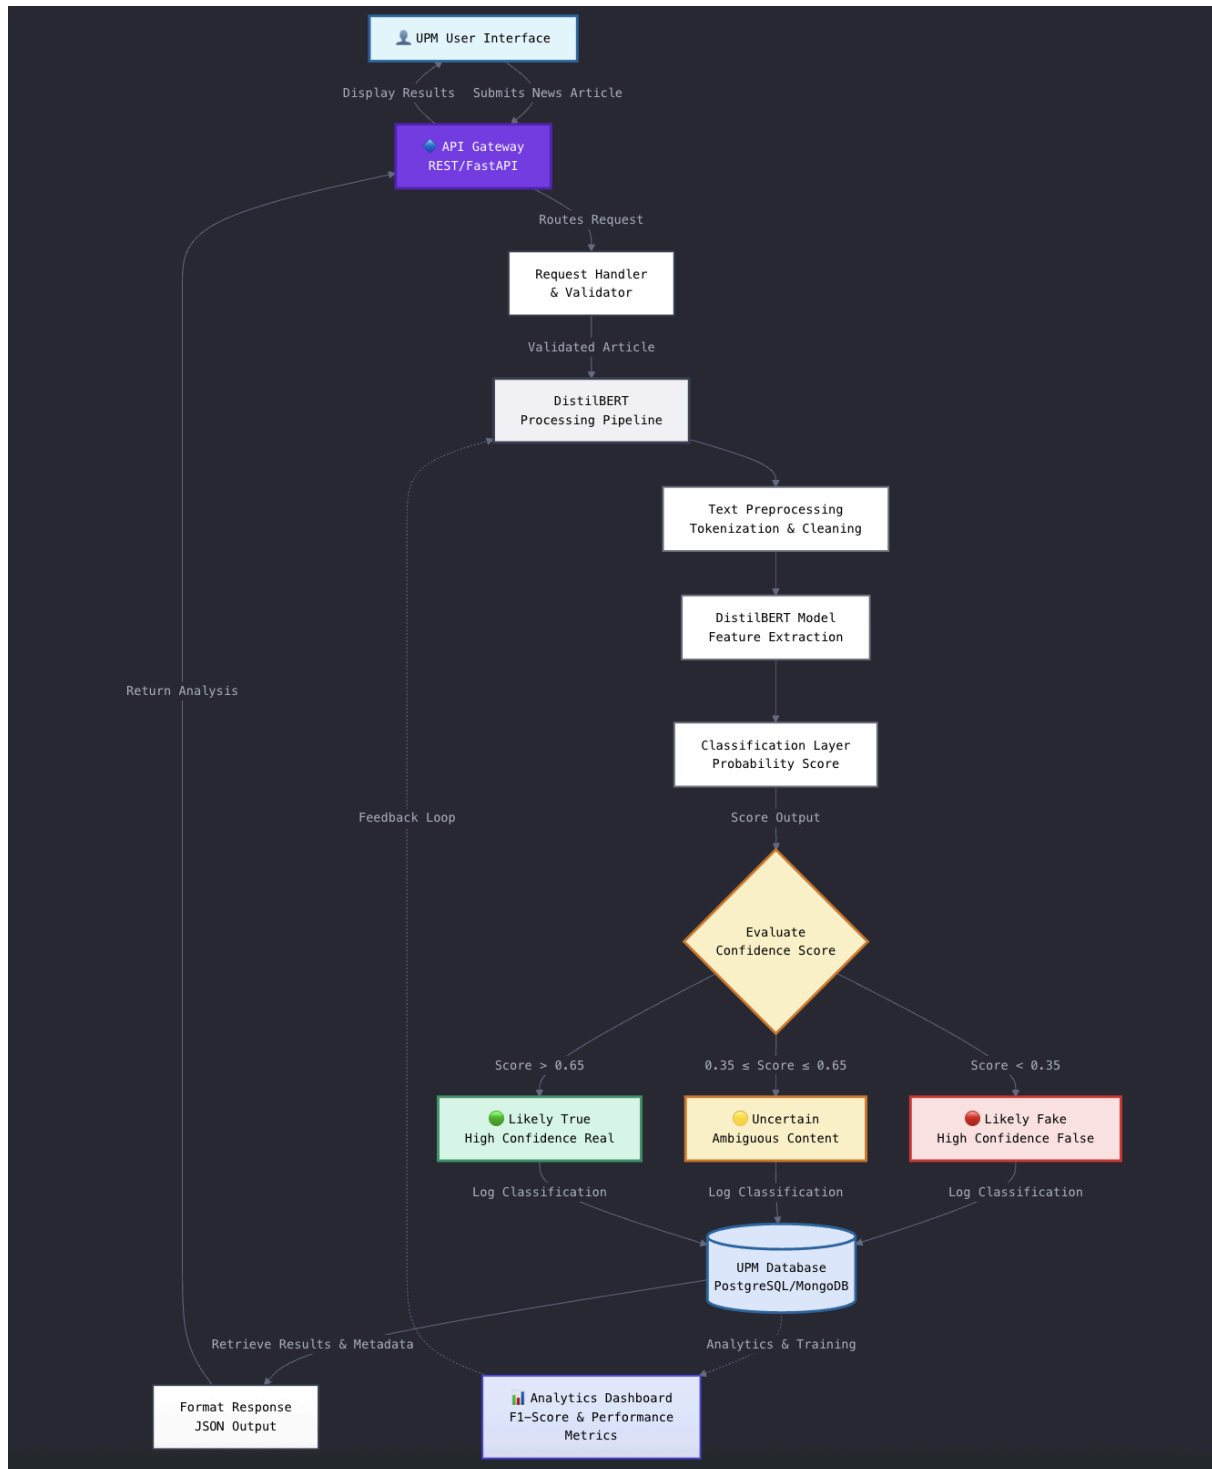 👤 UPM User Interface
Display Results
Submits News Article
🔷 API Gateway
REST/FastAPI
Routes Request
Request Handler
& Validator
Validated Article
DistilBERT
Processing Pipeline
Text Preprocessing
Tokenization & Cleaning
DistilBERT Model
Feature Extraction
Return Analysis
Classification Layer
Probability Score
Feedback Loop
Score Output
Evaluate
Confidence Score
Score > 0.65
0.35 ≤ Score ≤ 0.65
Score < 0.35
🟢 Likely True
High Confidence Real
🟡 Uncertain
Ambiguous Content
🔴 Likely Fake
High Confidence False
Log Classification
Log Classification
Log Classification
UPM Database
PostgreSQL/MongoDB
Retrieve Results & Metadata
Analytics & Training
Format Response
JSON Output
📊 Analytics Dashboard
F1-Score & Performance
Metrics